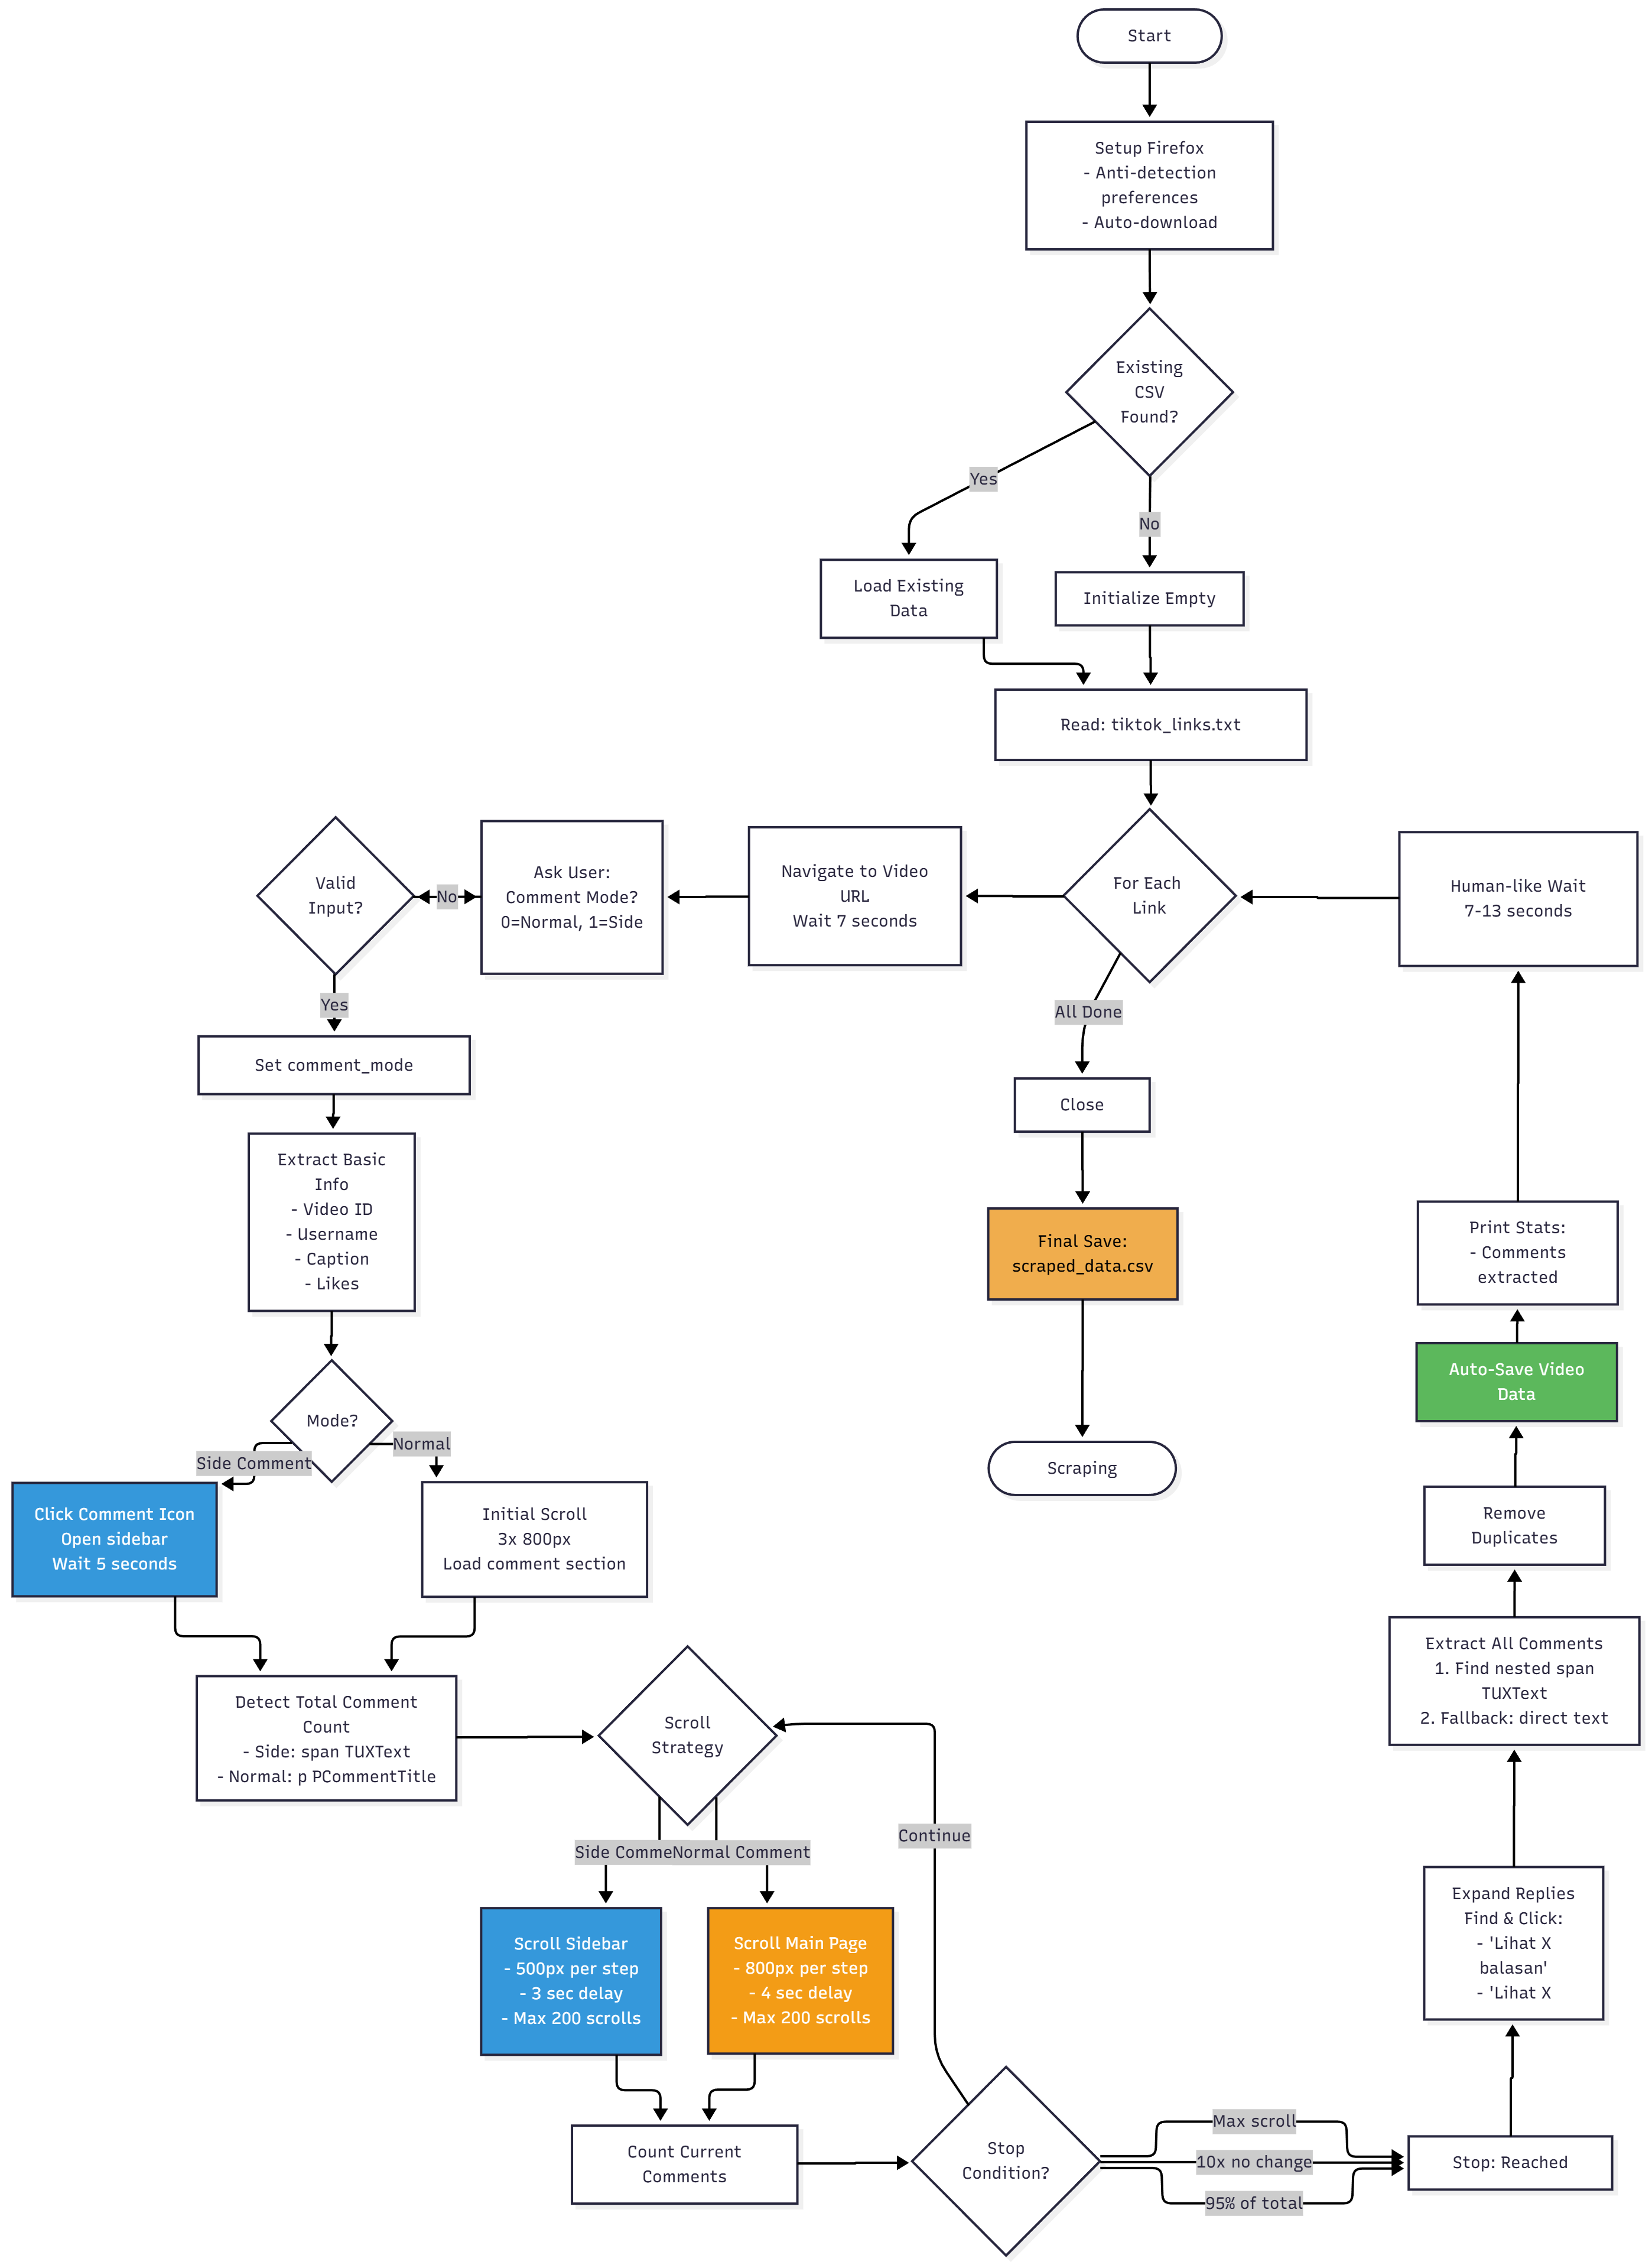 Start
Setup Firefox
- Anti-detection
preferences
- Auto-download
Existing
CSV
Found?
Yes
No
Load Existing
Data
Initialize Empty
Read: tiktok_links.txt
For Each
Link
Navigate to Video
URL
Wait 7 seconds
Ask User:
Comment Mode?
0=Normal, 1=Side
No
Valid
Input?
Yes
Set comment_mode
Extract Basic
Info
- Video ID
- Username
- Caption
- Likes
Mode?
Side Comment
Normal
Click Comment Icon
Open sidebar
Wait 5 seconds
Initial Scroll
3x 800px
Load comment section
Detect Total Comment
Count
- Side: span TUXText
- Normal: p PCommentTitle
Scroll
Strategy
Side Comme
Normal Comment
Scroll Sidebar
- 500px per step
- 3 sec delay
- Max 200 scrolls
Scroll Main Page
- 800px per step
- 4 sec delay
- Max 200 scrolls
Count Current
Comments
Stop
Condition?
Continue
Max scroll
10x no change
95% of total
Stop: Reached
Expand Replies
Find & Click:
- 'Lihat X
balasan'
- 'Lihat X
Extract All Comments
1. Find nested span
TUXText
2. Fallback: direct text
Remove
Duplicates
Auto-Save Video
Data
Print Stats:
- Comments
extracted
Human-like Wait
7-13 seconds
All Done
Close
Final Save:
scraped_data.csv
Scraping